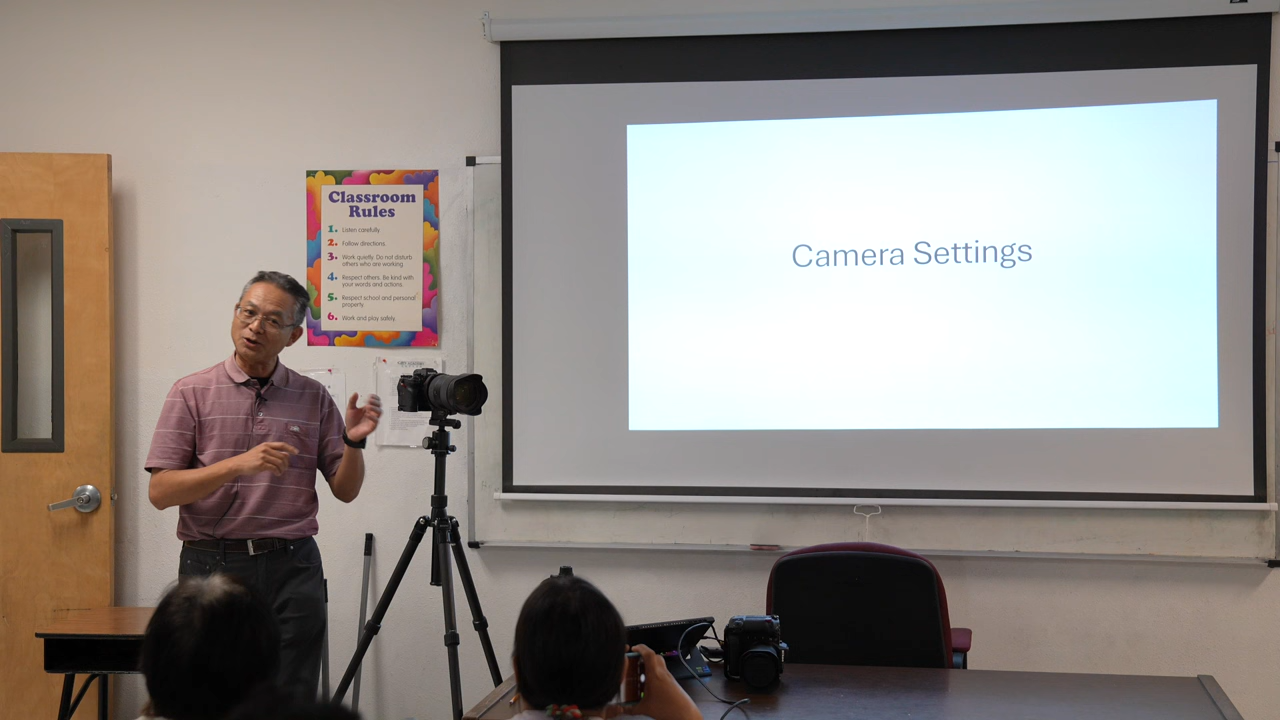 Classroom
Rules
1. Listen carefully.
2. Follow directions.
3. Work quietly. Do not disturb
others who are working.
4. Respect others. Be kind with
your words and actions.
5. Respect school and personal
property.
6. Work and play safely.
Camera Settings